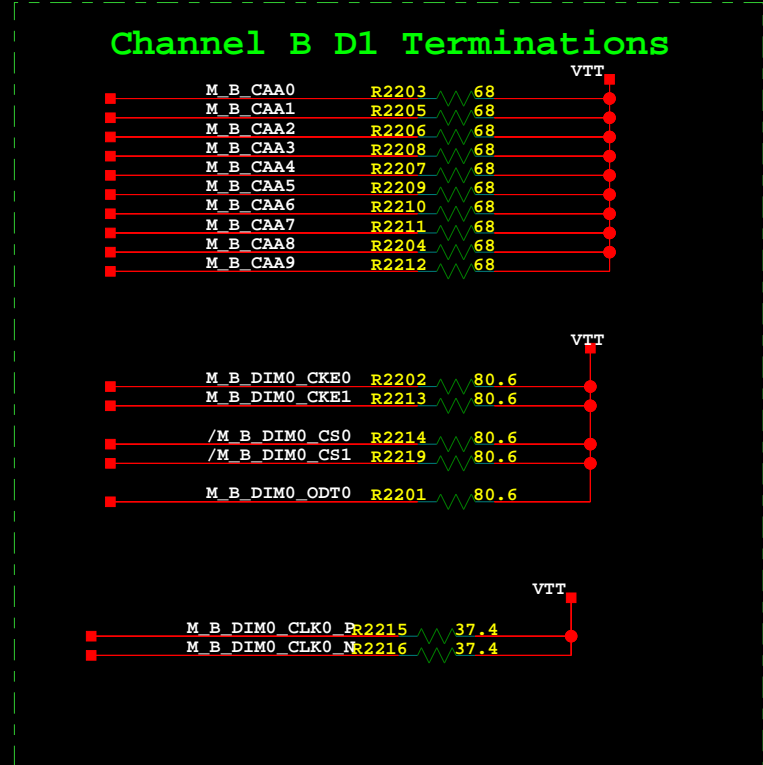 Channel B D1 Terminations
VTT
M_B_CAA0 R2203 68
M_B_CAA1 R2205 68
M_B_CAA2 R2206 68
M_B_CAA3 R2208 68
M_B_CAA4 R2207 68
M_B_CAA5 R2209 68
M_B_CAA6 R2210 68
M_B_CAA7 R2211 68
M_B_CAA8 R2204 68
M_B_CAA9 R2212 68
VTT
M_B_DIM0_CKE0 R2202 80.6
M_B_DIM0_CKE1 R2213 80.6
/M_B_DIM0_CS0 R2214 80.6
/M_B_DIM0_CS1 R2219 80.6
M_B_DIM0_ODT0 R2201 80.6
VTT
M_B_DIM0_CLK0_P R2215 37.4
M_B_DIM0_CLK0_N R2216 37.4